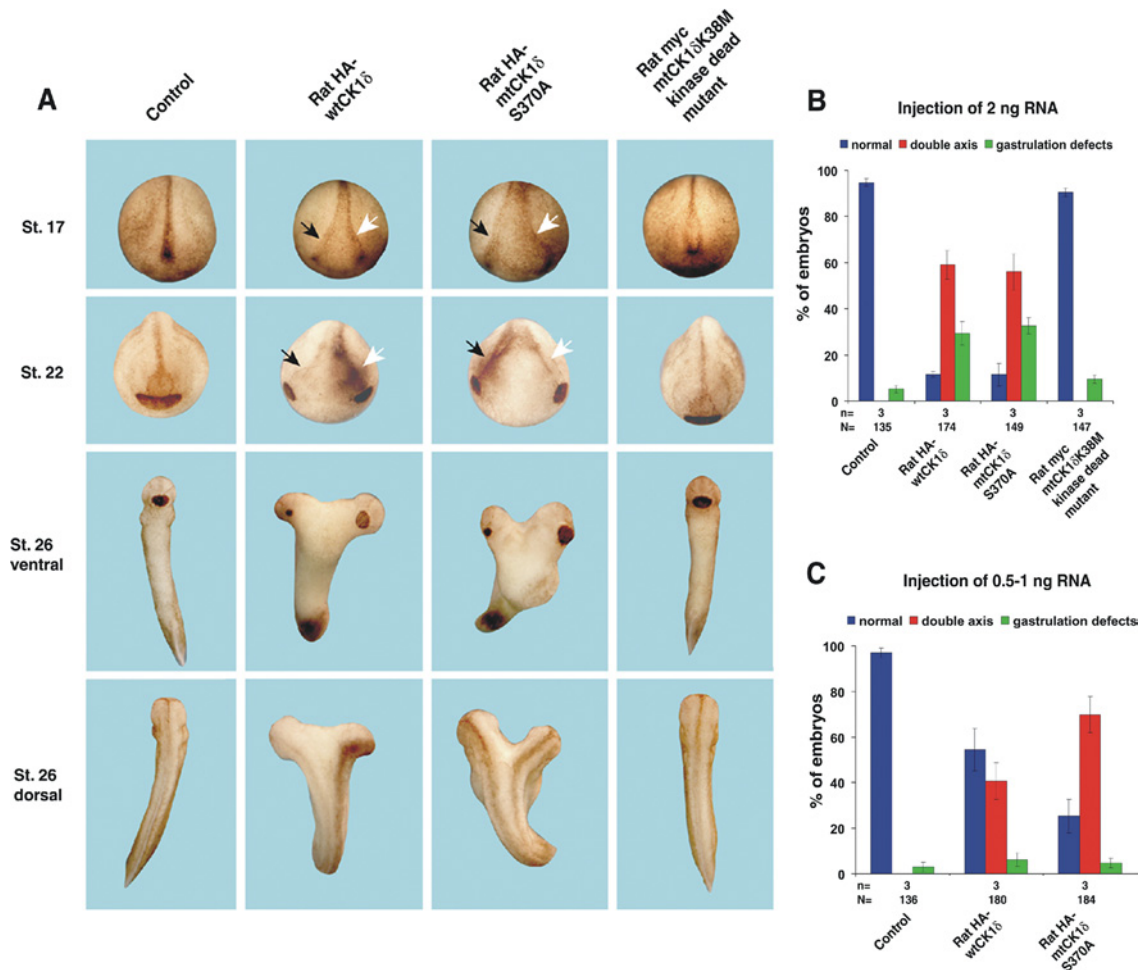 A
Control
Rat HA-
wtCK1δ
Rat HA-
mtCK1δ
S370A
Rat myc
mtCK1δK38M
kinase dead
mutant
St. 17
St. 22
St. 26
ventral
St. 26
dorsal
B
Injection of 2 ng RNA
normal double axis gastrulation defects
% of embryos
100
80
60
40
20
0
n= 3 3 3 3
N= 135 174 149 147
Control
Rat HA-
wtCK1δ
Rat HA-
mtCK1δ
S370A
Rat myc
mtCK1δK38M
kinase dead
mutant
C
Injection of 0.5-1 ng RNA
normal double axis gastrulation defects
% of embryos
100
80
60
40
20
0
n= 3 3 3
N= 136 180 184
Control
Rat HA-
wtCK1δ
Rat HA-
mtCK1δ
S370A